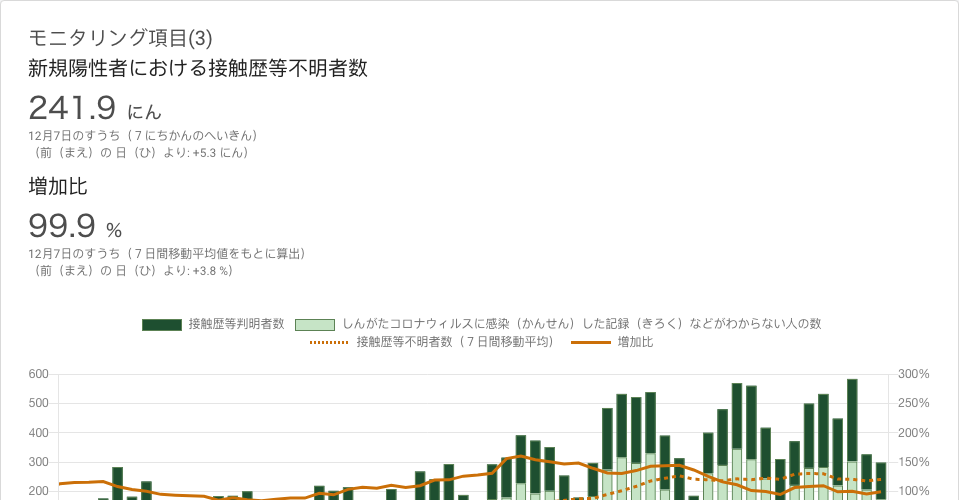 モニタリング項目(3)
新規陽性者における接触歴等不明者数
241.9 にん
12月7日のすうち（７にちかんのへいきん）
（前（まえ）の 日（ひ）より: +5.3 にん）
増加比
99.9 %
12月7日のすうち（７日間移動平均値をもとに算出）
（前（まえ）の 日（ひ）より: +3.8 %）
接触歴等判明者数 しんがたコロナウィルスに感染（かんせん）した記録（きろく）などがわからない人の数
接触歴等不明者数（７日間移動平均） 増加比
600 300%
500 250%
400 200%
300 150%
200 100%